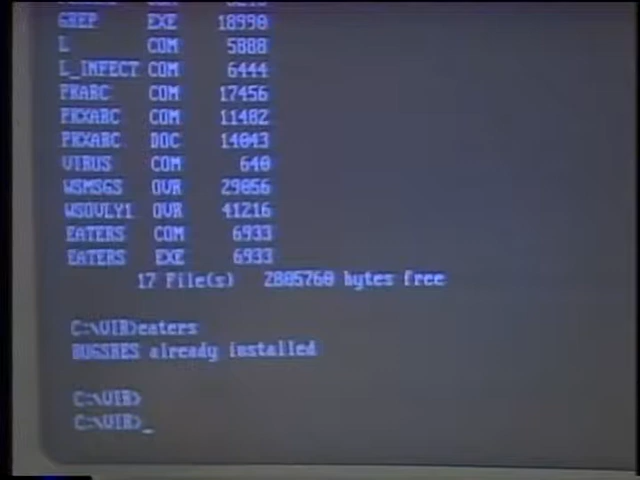 GREP EXE 18990
L COM 5888
L_INFECT COM 6444
PKARC COM 17456
PKXARC COM 11482
PKXARC DOC 14043
VIRUS COM 640
WSMSGS OVR 29056
WSOVLY1 OVR 41216
EATERS COM 6933
EATERS EXE 6933
17 File(s) 2805760 bytes free
C:\VIR>eaters
BUGSRES already installed
C:\VIR>
C:\VIR>_